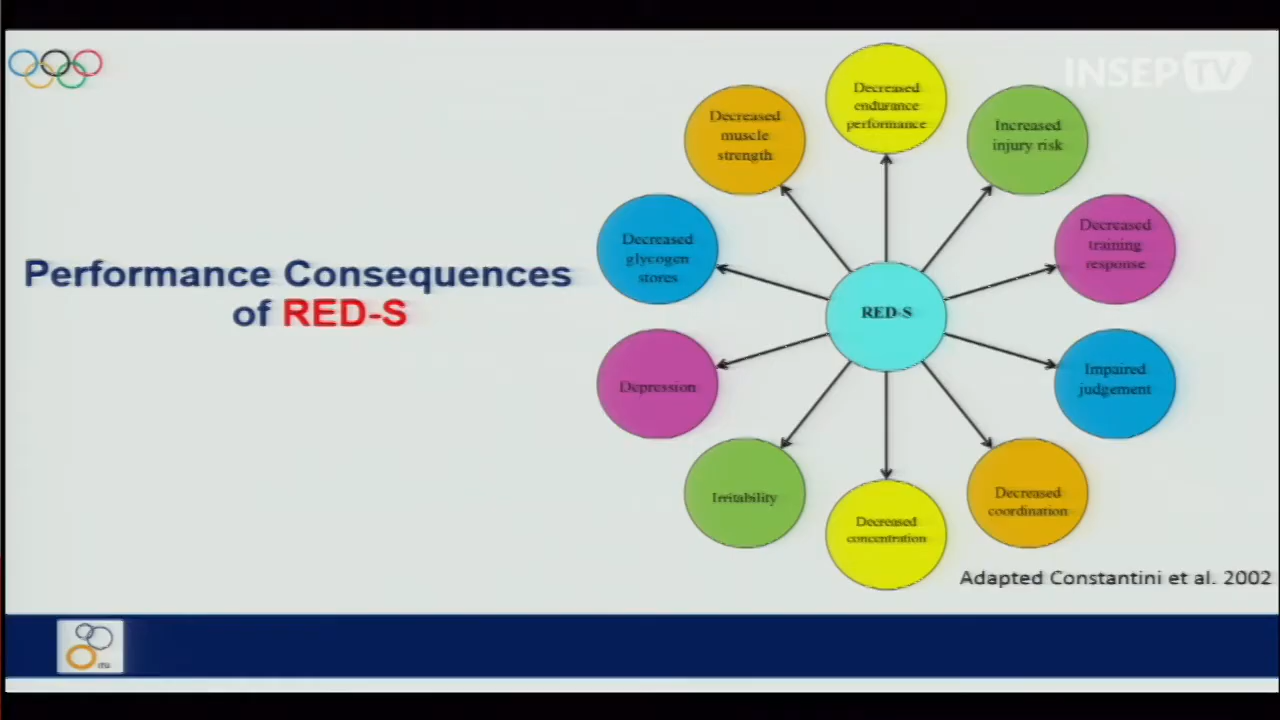 INSEP TV
Performance Consequences
of RED-S
Decreased
endurance
performance
Increased
injury risk
Decreased
training
response
Impaired
judgement
Decreased
coordination
Decreased
concentration
Irritability
Depression
Decreased
glycogen
stores
Decreased
muscle
strength
RED-S
Adapted Constantini et al. 2002
itu